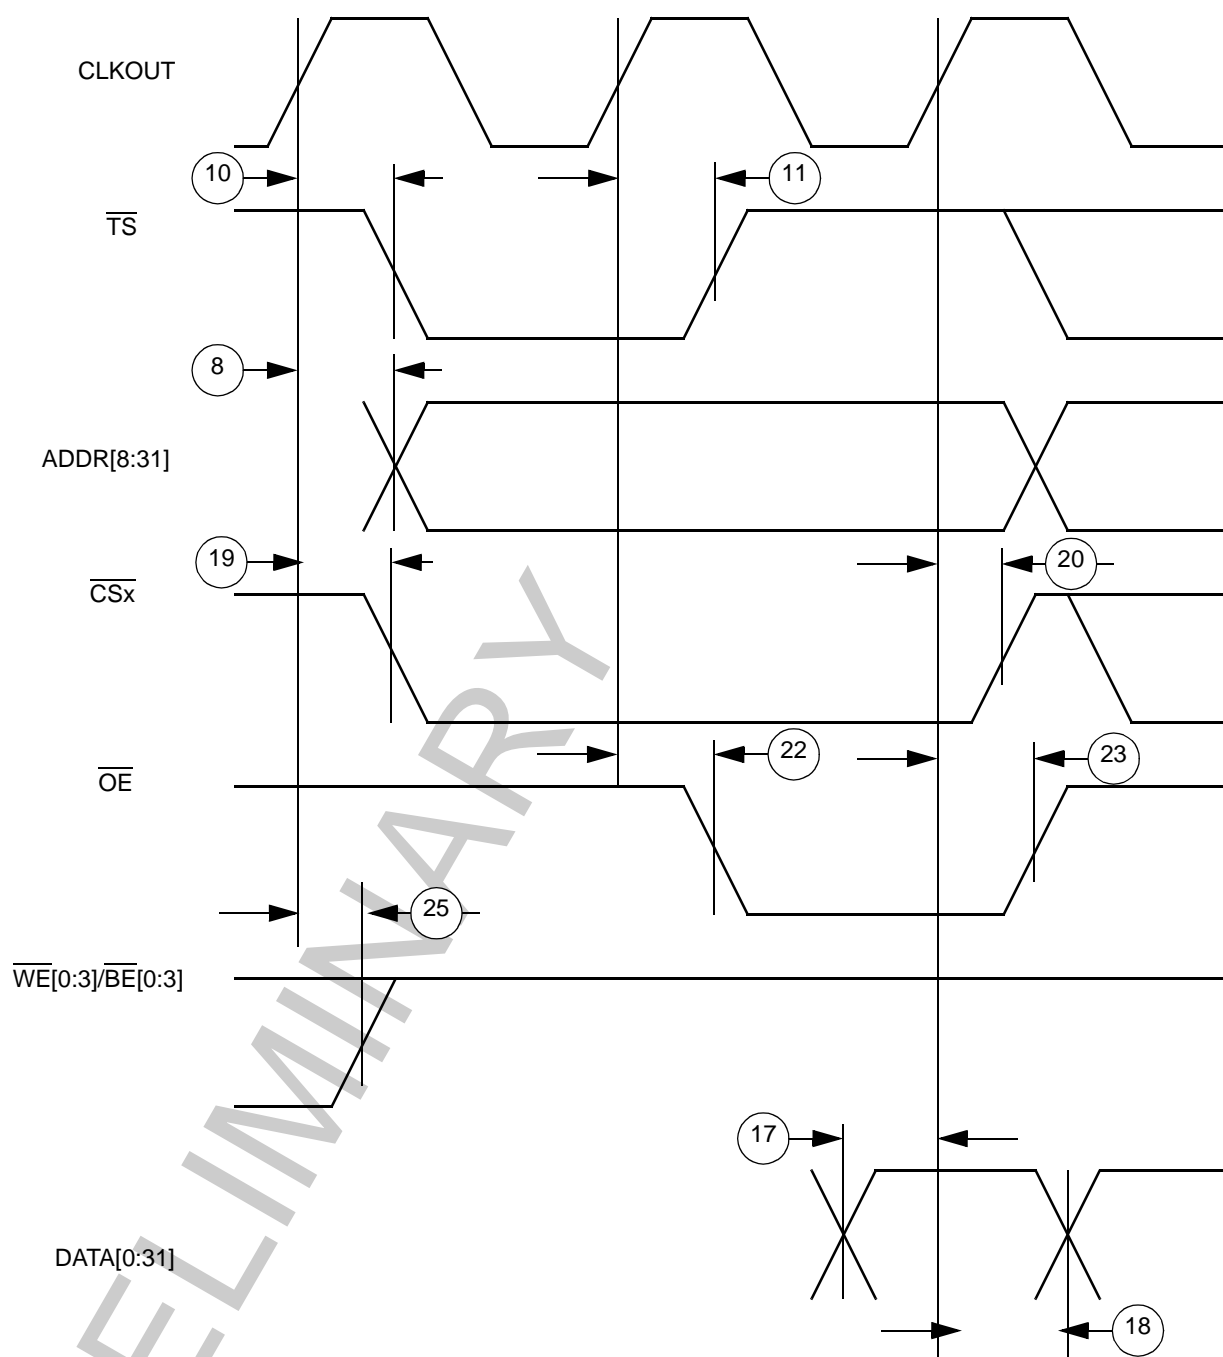 CLKOUT
10
11
TS
8
ADDR[8:31]
19
20
CSx
22
23
OE
25
WE[0:3]/BE[0:3]
17
DATA[0:31]
18
ELIMINARY